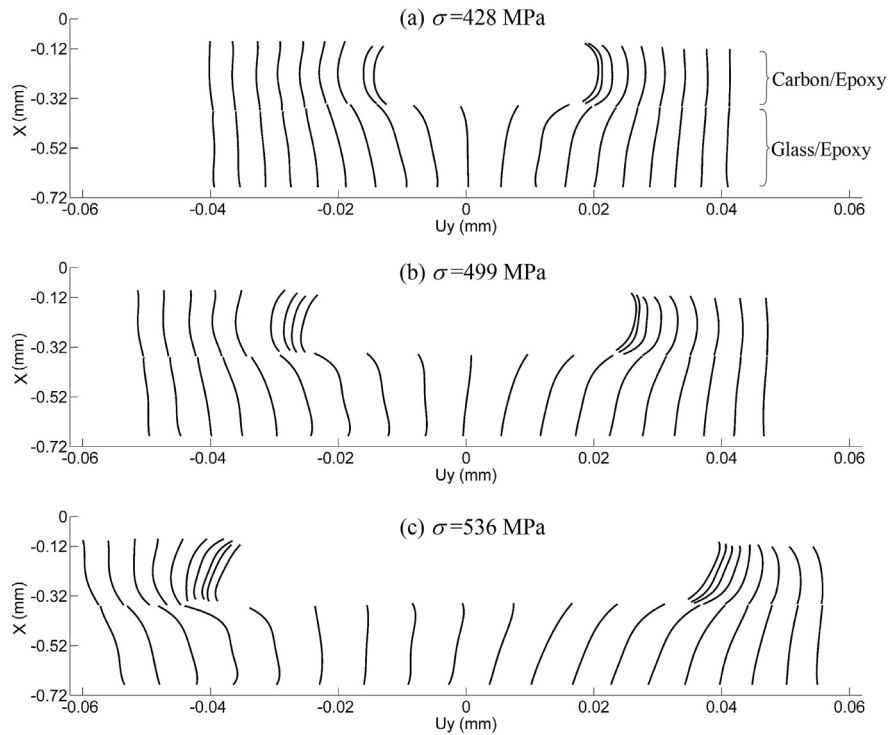 (a) σ=428 MPa
0
-0.12
-0.32
-0.52
-0.72
X (mm)
Carbon/Epoxy
Glass/Epoxy
-0.06 -0.04 -0.02 0 0.02 0.04 0.06
Uy (mm)
(b) σ=499 MPa
0
-0.12
-0.32
-0.52
-0.72
X (mm)
-0.06 -0.04 -0.02 0 0.02 0.04 0.06
Uy (mm)
(c) σ=536 MPa
0
-0.12
-0.32
-0.52
-0.72
X (mm)
-0.06 -0.04 -0.02 0 0.02 0.04 0.06
Uy (mm)